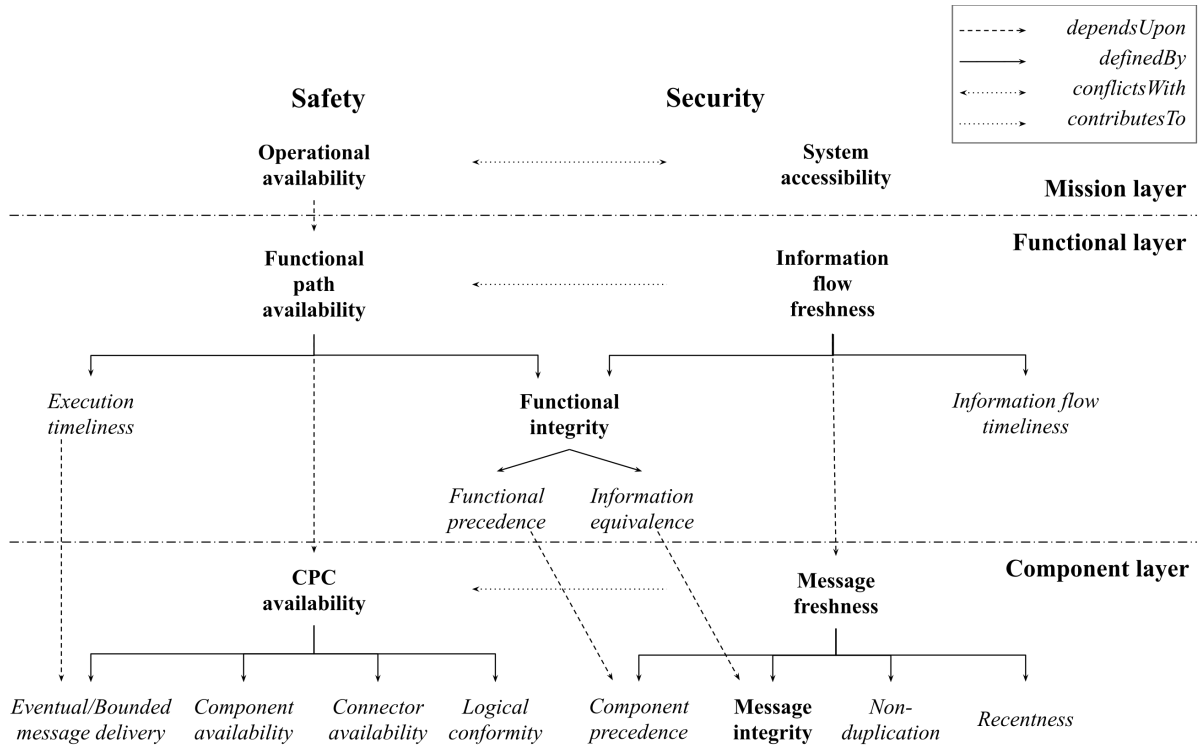 dependsUpon
definedBy
conflictsWith
contributesTo
Safety
Security
Operational
availability
System
accessibility
Mission layer
Functional layer
Functional
path
availability
Information
flow
freshness
Execution
timeliness
Functional
integrity
Information flow
timeliness
Functional
precedence
Information
equivalence
Component layer
CPC
availability
Message
freshness
Eventual/Bounded
message delivery
Component
availability
Connector
availability
Logical
conformity
Component
precedence
Message
integrity
Non-
duplication
Recentness